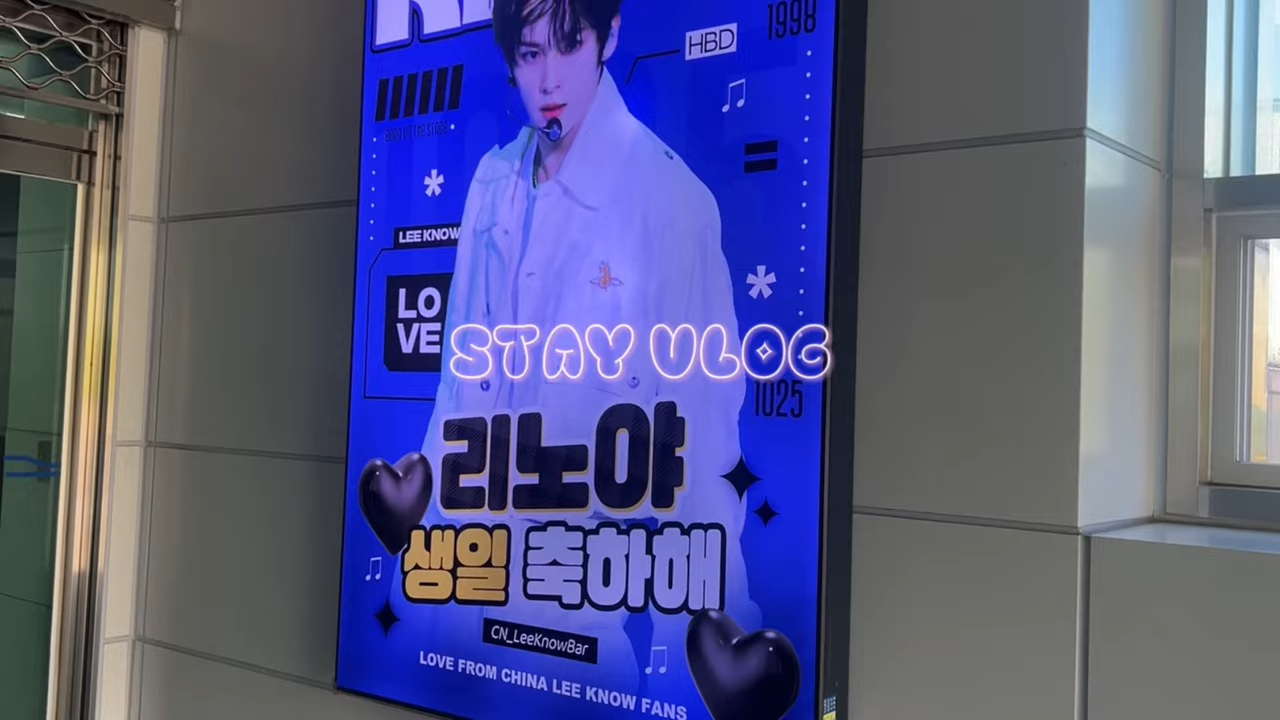 1998
HBD
LEE KNOW
LO
VE
STAY VLOG
1025
리노야
생일 축하해
CN_LeeKnowBar
LOVE FROM CHINA LEE KNOW FANS